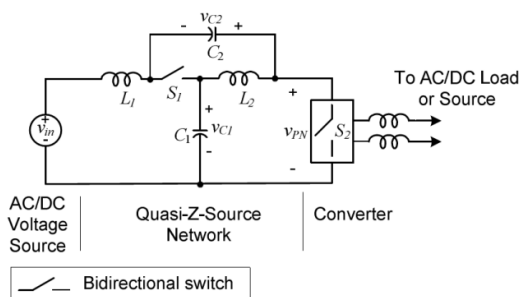 - v_C2 +
C_2
L_1
S_1
L_2
+
v_in
+
-
C_1
+
v_C1
-
v_PN
-
S_2
To AC/DC Load
or Source
AC/DC
Voltage
Source
Quasi-Z-Source
Network
Converter
Bidirectional switch